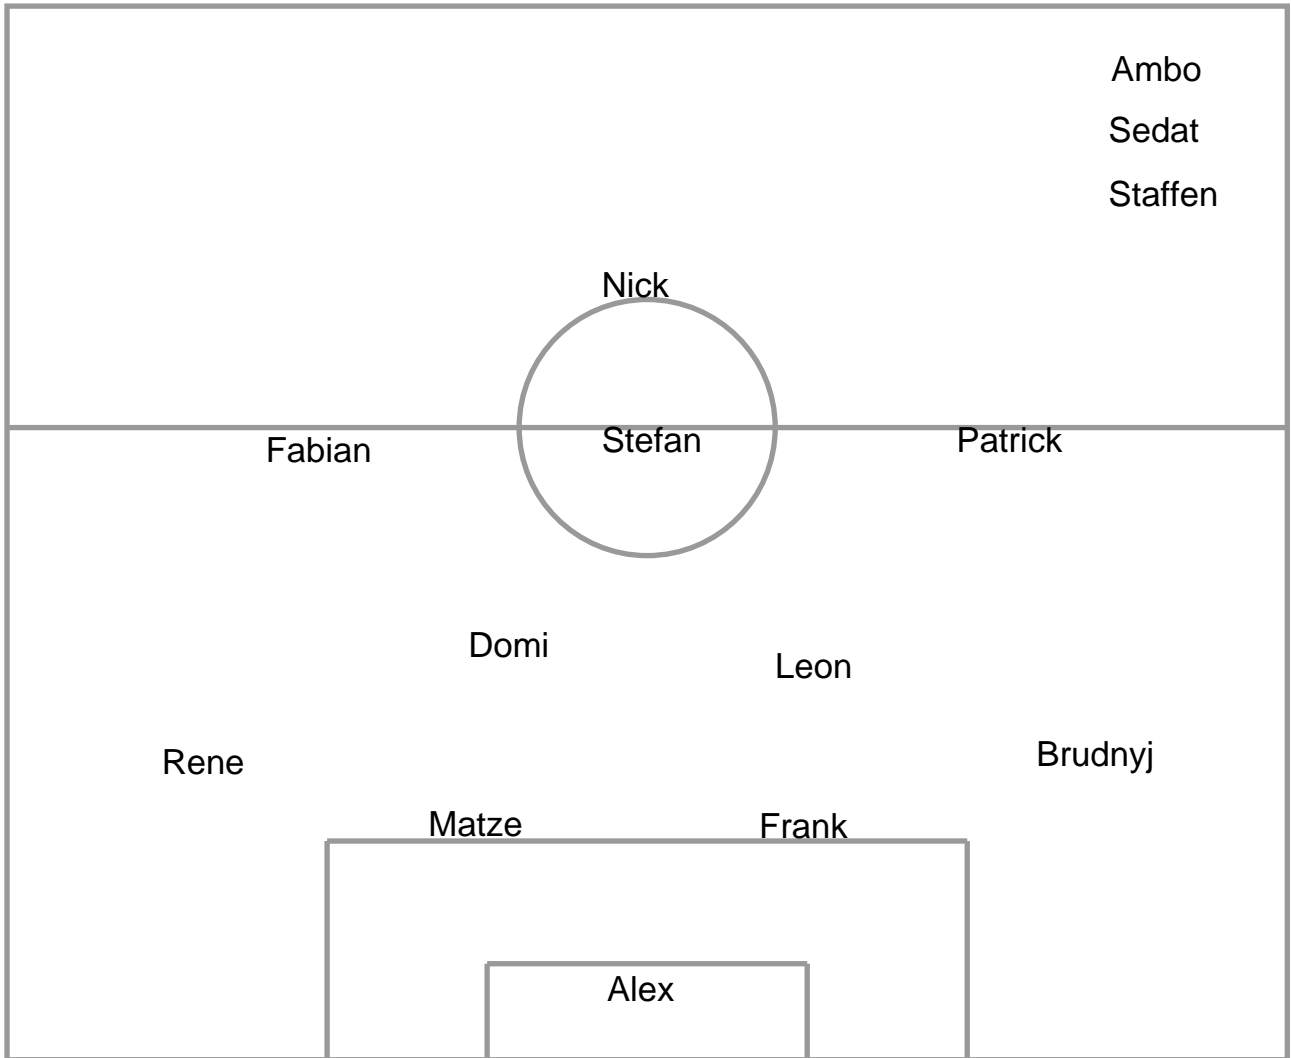 Ambo
Sedat
Staffen
Nick
Fabian
Stefan
Patrick
Domi
Leon
Rene
Brudnyj
Matze
Frank
Alex